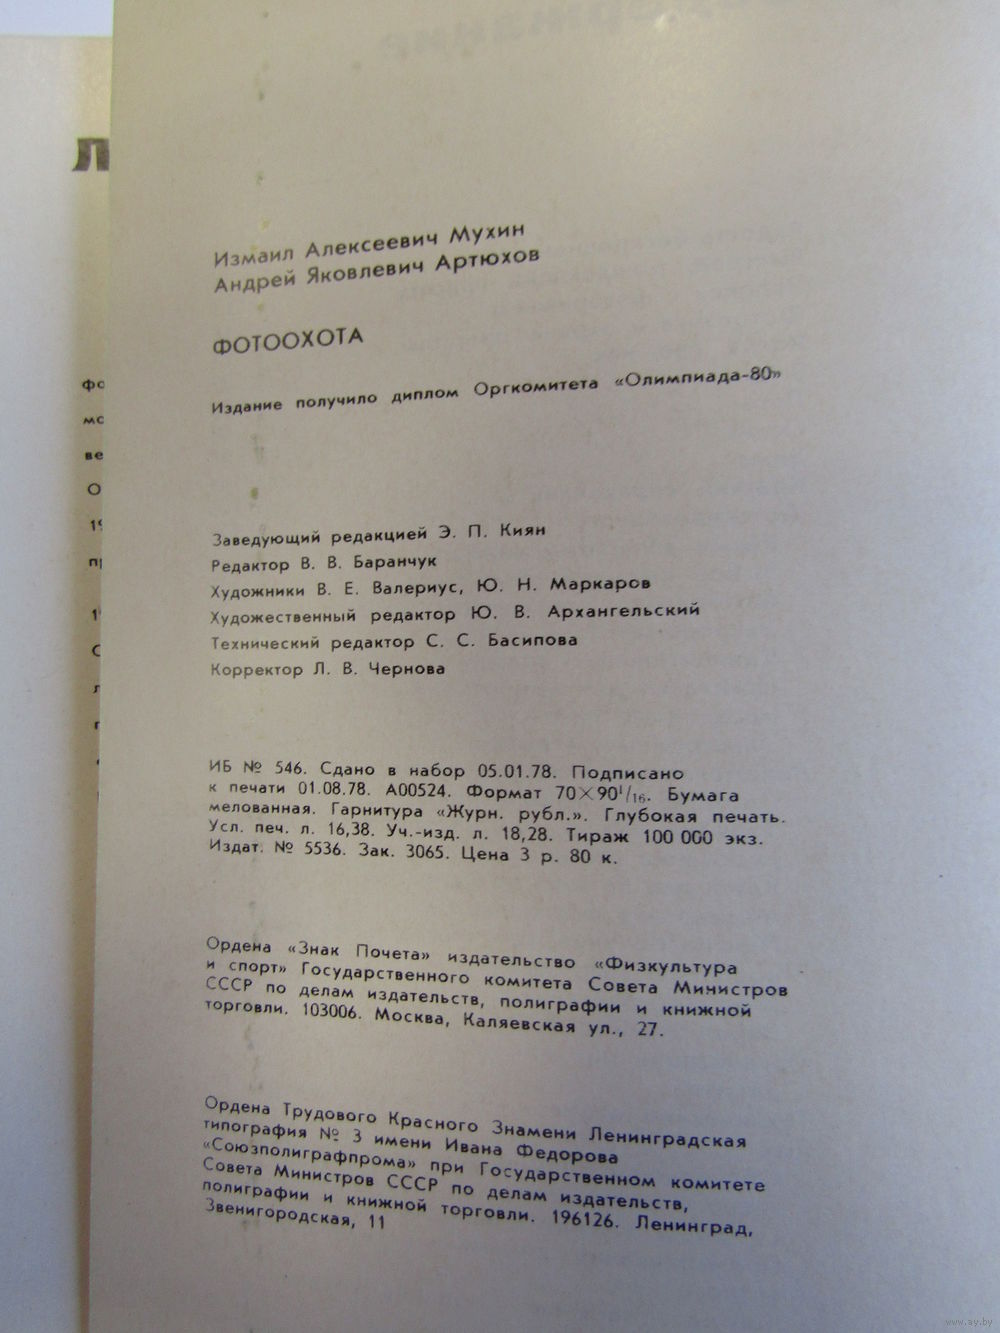 Л
Измаил Алексеевич Мухин
Андрей Яковлевич Артюхов
ФОТООХОТА
Издание получило диплом Оргкомитета «Олимпиада-80»
Заведующий редакцией Э. П. Киян
Редактор В. В. Баранчук
Художники В. Е. Валериус, Ю. Н. Маркаров
Художественный редактор Ю. В. Архангельский
Технический редактор С. С. Басипова
Корректор Л. В. Чернова
ИБ № 546. Сдано в набор 05.01.78. Подписано
к печати 01.08.78. А00524. Формат 70×90¹/₁₆. Бумага
мелованная. Гарнитура «Журн. рубл.». Глубокая печать.
Усл. печ. л. 16,38. Уч.-изд. л. 18,28. Тираж 100 000 экз.
Издат. № 5536. Зак. 3065. Цена 3 р. 80 к.
Ордена «Знак Почета» издательство «Физкультура
и спорт» Государственного комитета Совета Министров
СССР по делам издательств, полиграфии и книжной
торговли. 103006. Москва, Каляевская ул., 27.
Ордена Трудового Красного Знамени Ленинградская
типография № 3 имени Ивана Федорова
«Союзполиграфпрома» при Государственном комитете
Совета Министров СССР по делам издательств,
полиграфии и книжной торговли. 196126. Ленинград,
Звенигородская, 11
фо
мо
ве
О
www.ay.by